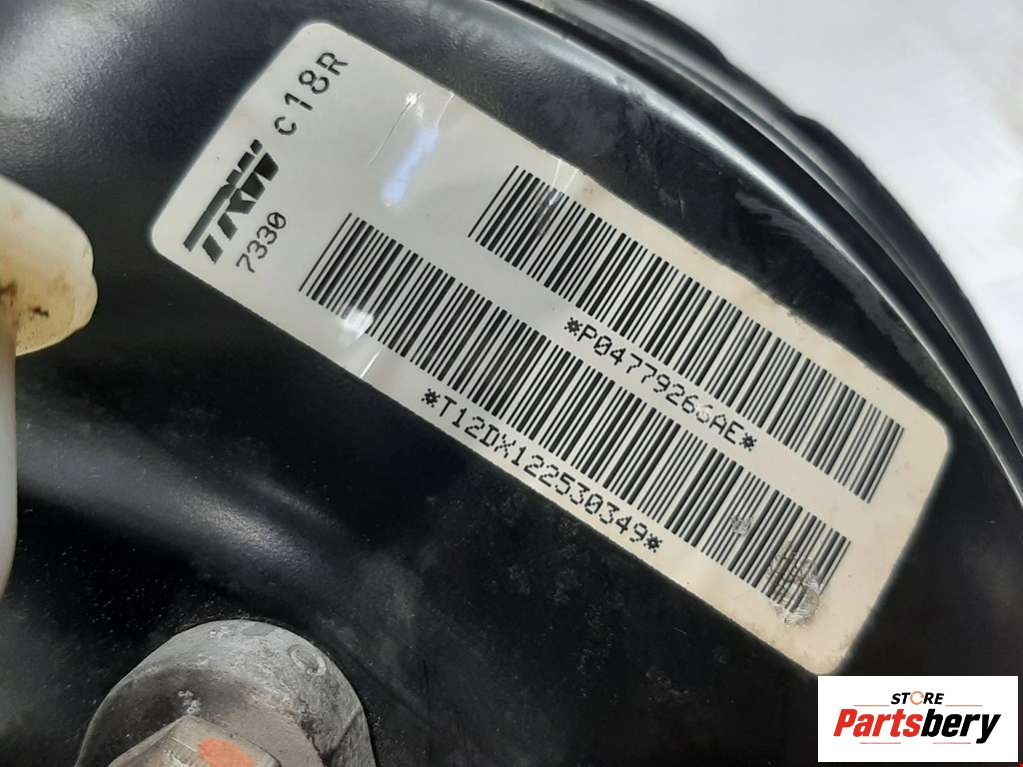 TRW C18R
7330
*P04779266AE*
*T12DX122530349*
STORE
Partsbery